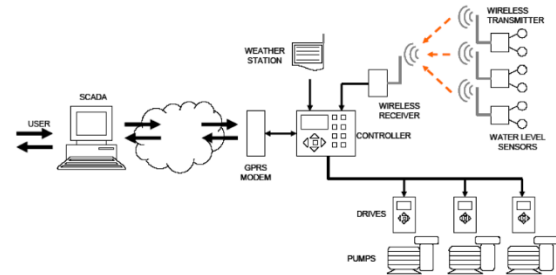 WIRELESS
TRANSMITTER
WEATHER
STATION
SCADA
USER
WIRELESS
RECEIVER
CONTROLLER
WATER LEVEL
SENSORS
GPRS
MODEM
DRIVES
PUMPS